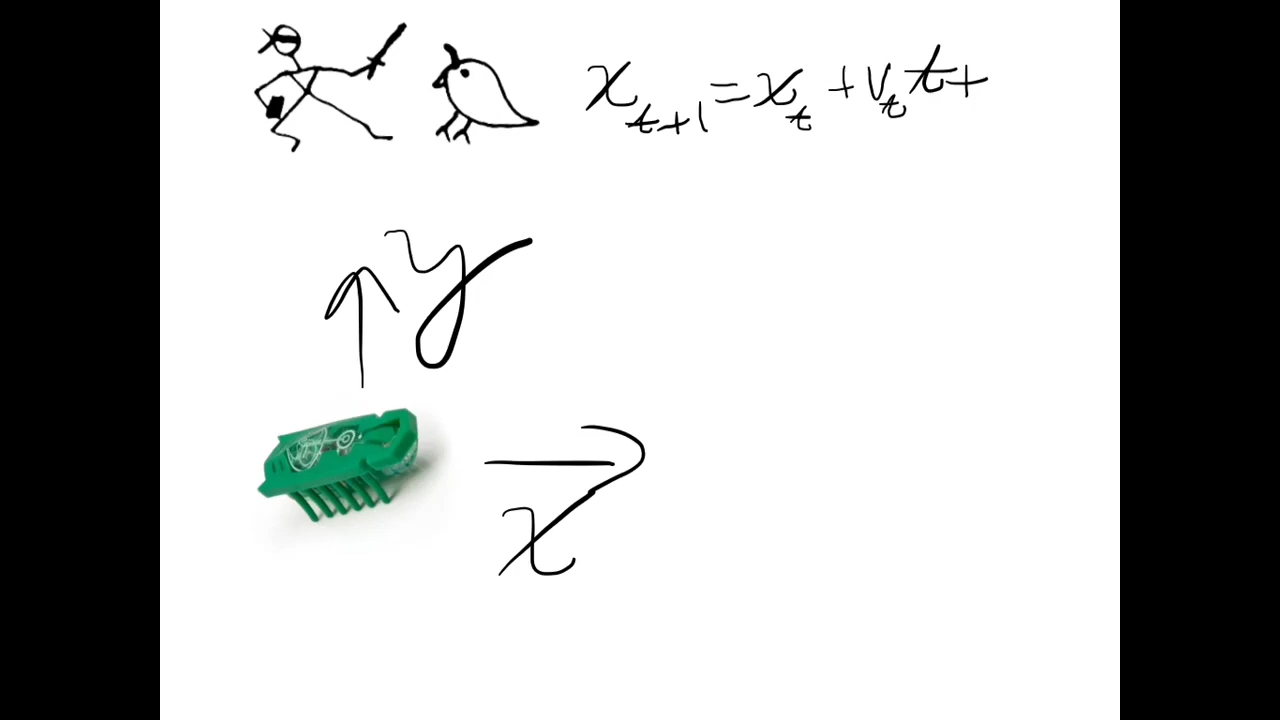 x_{t+1} = x_t + v_t t +
y
x